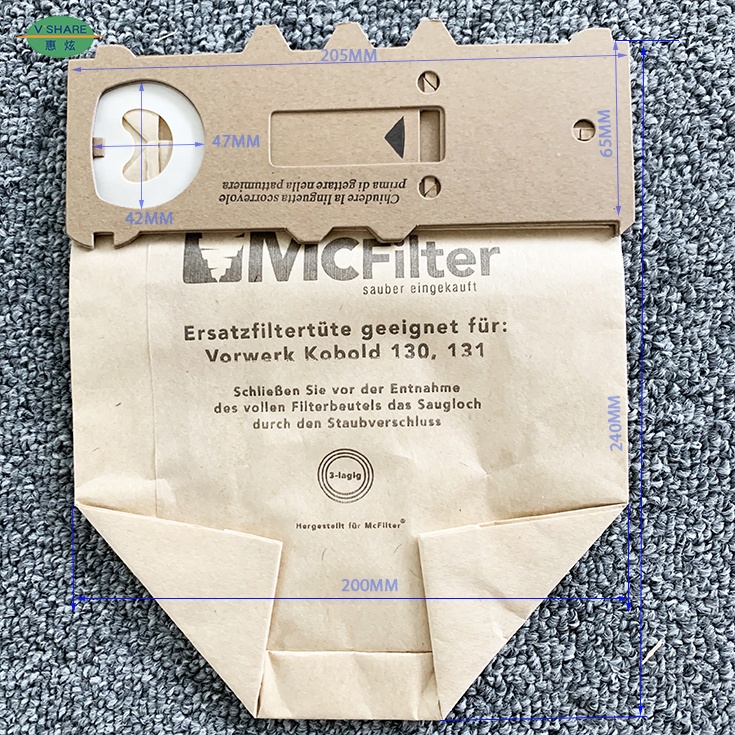 V SHARE
惠炫
205MM
47MM
42MM
65MM
Chiudere la linguetta scorrevole
prima di gettare nella pattumiera
MCFilter
sauber eingekauft
Ersatzfiltertüte geeignet für:
Vorwerk Kobold 130, 131
Schließen Sie vor der Entnahme
des vollen Filterbeutels das Saugloch
durch den Staubverschluss
3-lagig
Hergestellt für McFilter®
240MM
200MM